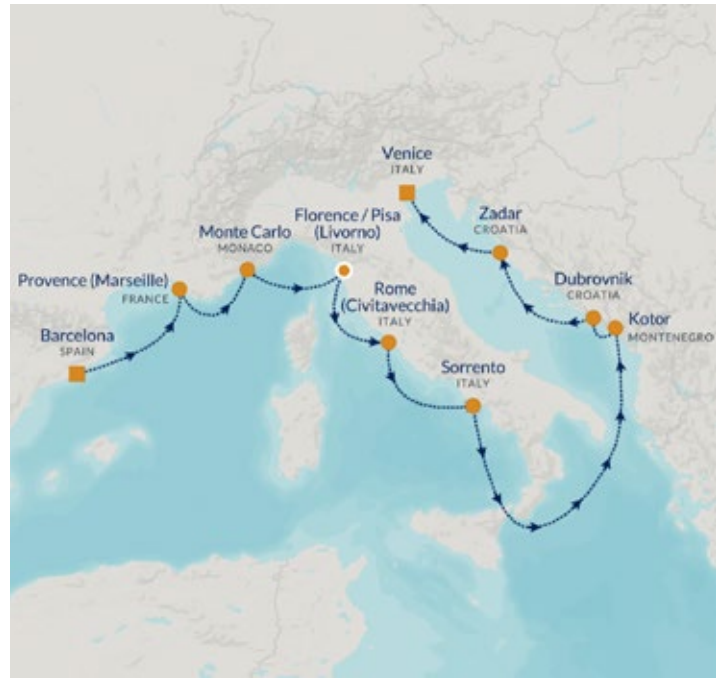 Venice
ITALY
Zadar
CROATIA
Florence / Pisa
(Livorno)
ITALY
Monte Carlo
MONACO
Provence (Marseille)
FRANCE
Rome
(Civitavecchia)
ITALY
Dubrovnik
CROATIA
Kotor
MONTENEGRO
Barcelona
SPAIN
Sorrento
ITALY